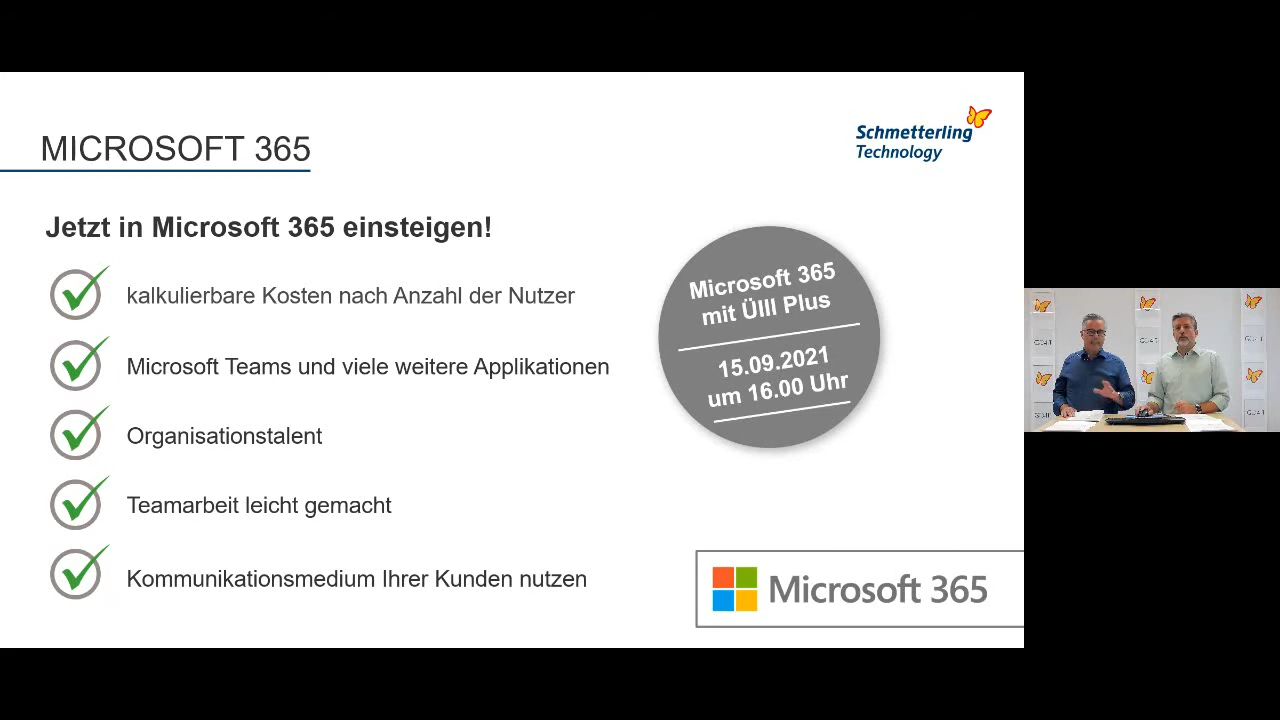 MICROSOFT 365
Schmetterling
Technology
Jetzt in Microsoft 365 einsteigen!
kalkulierbare Kosten nach Anzahl der Nutzer
Microsoft Teams und viele weitere Applikationen
Organisationstalent
Teamarbeit leicht gemacht
Kommunikationsmedium Ihrer Kunden nutzen
Microsoft 365
mit ÜIII Plus
15.09.2021
um 16.00 Uhr
Microsoft 365